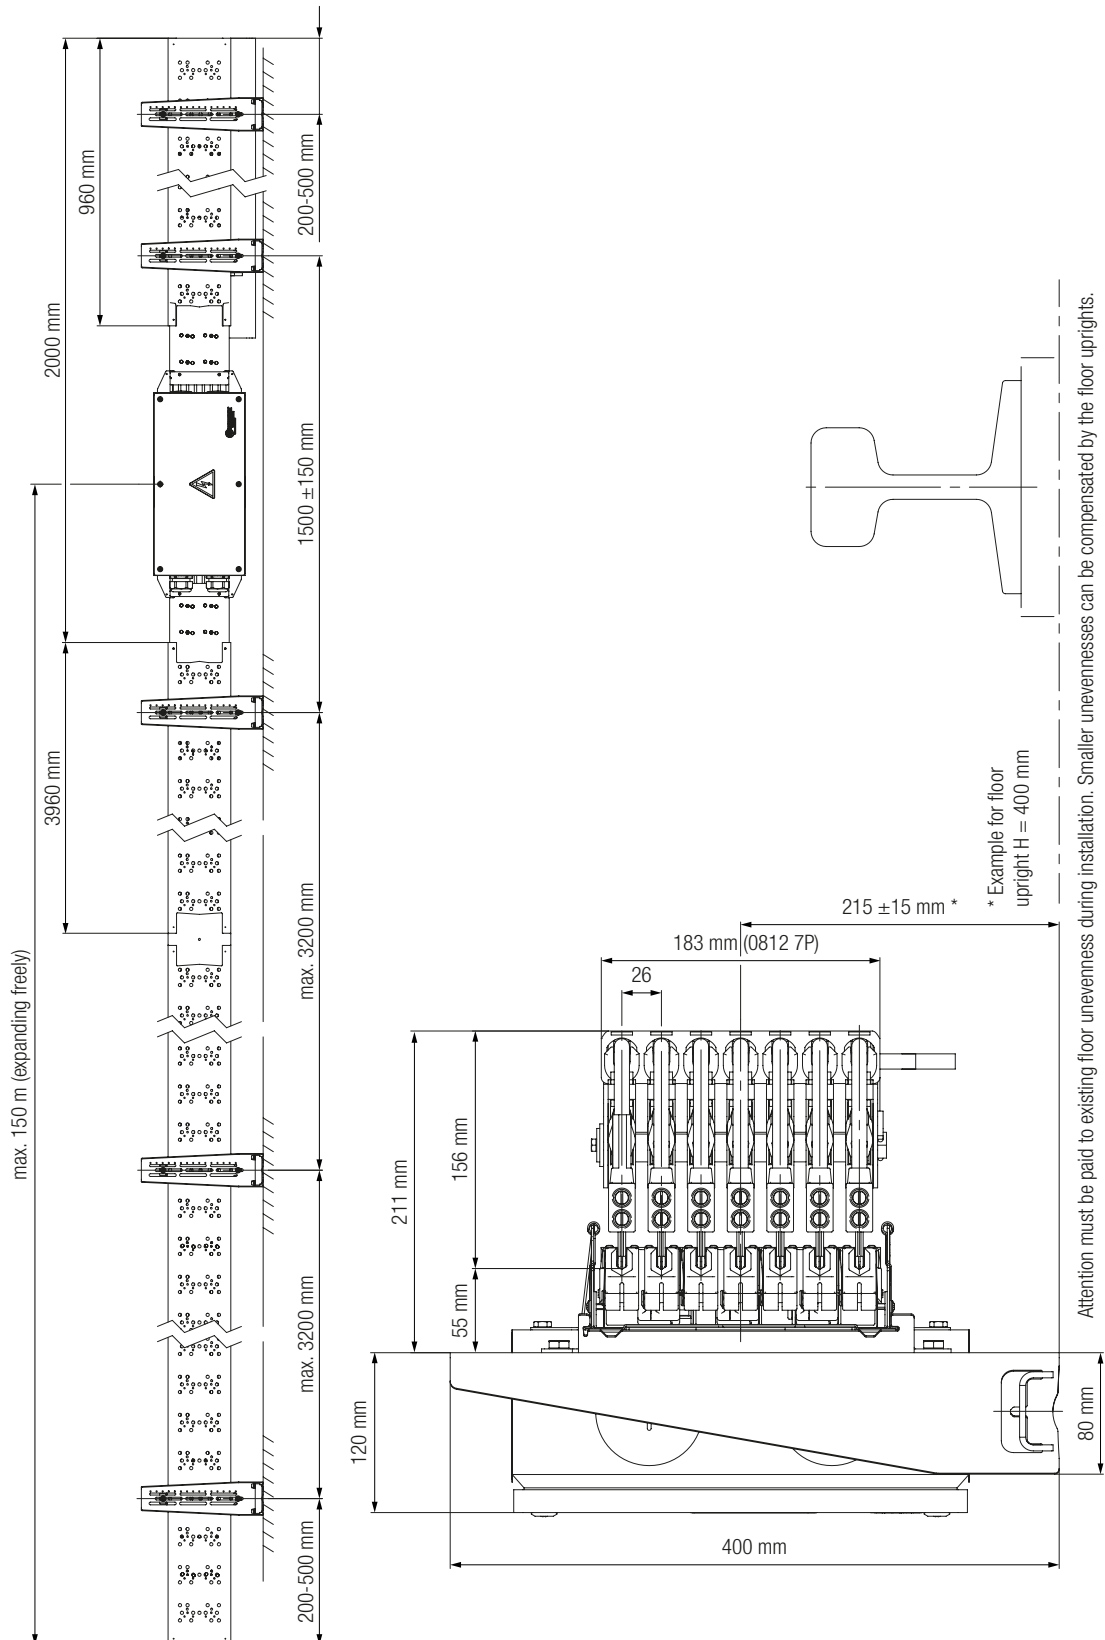 960 mm
2000 mm
200-500 mm
1500 ±150 mm
max. 150 m (expanding freely)
3960 mm
max. 3200 mm
max. 3200 mm
200-500 mm
Attention must be paid to existing floor unevenness during installation. Smaller unevennesses can be compensated by the floor uprights.
* Example for floor
upright H = 400 mm
215 ±15 mm *
183 mm (0812 7P)
26
211 mm
156 mm
55 mm
120 mm
80 mm
400 mm